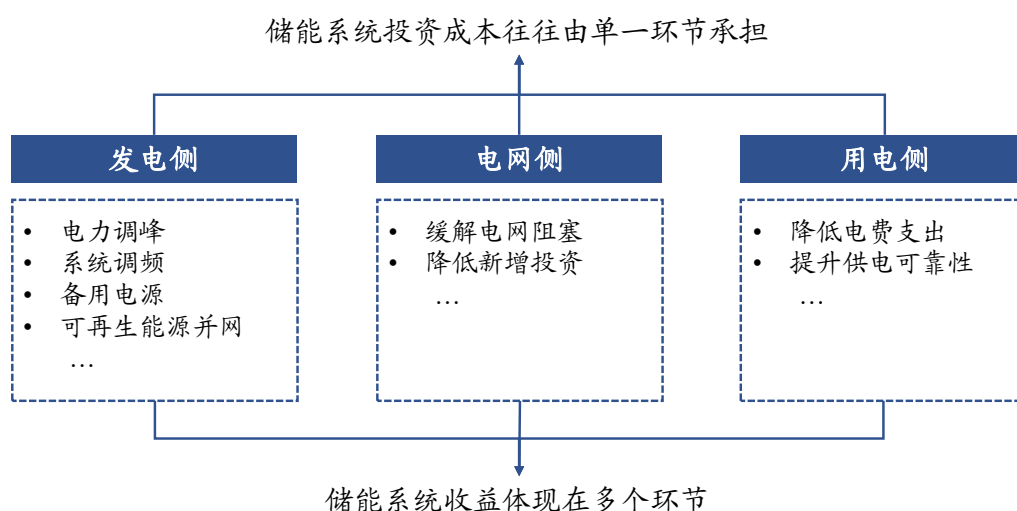 储能系统投资成本往往由单一环节承担
发电侧
• 电力调峰
• 系统调频
• 备用电源
• 可再生能源并网
…
电网侧
• 缓解电网阻塞
• 降低新增投资
…
用电侧
• 降低电费支出
• 提升供电可靠性
…
储能系统收益体现在多个环节